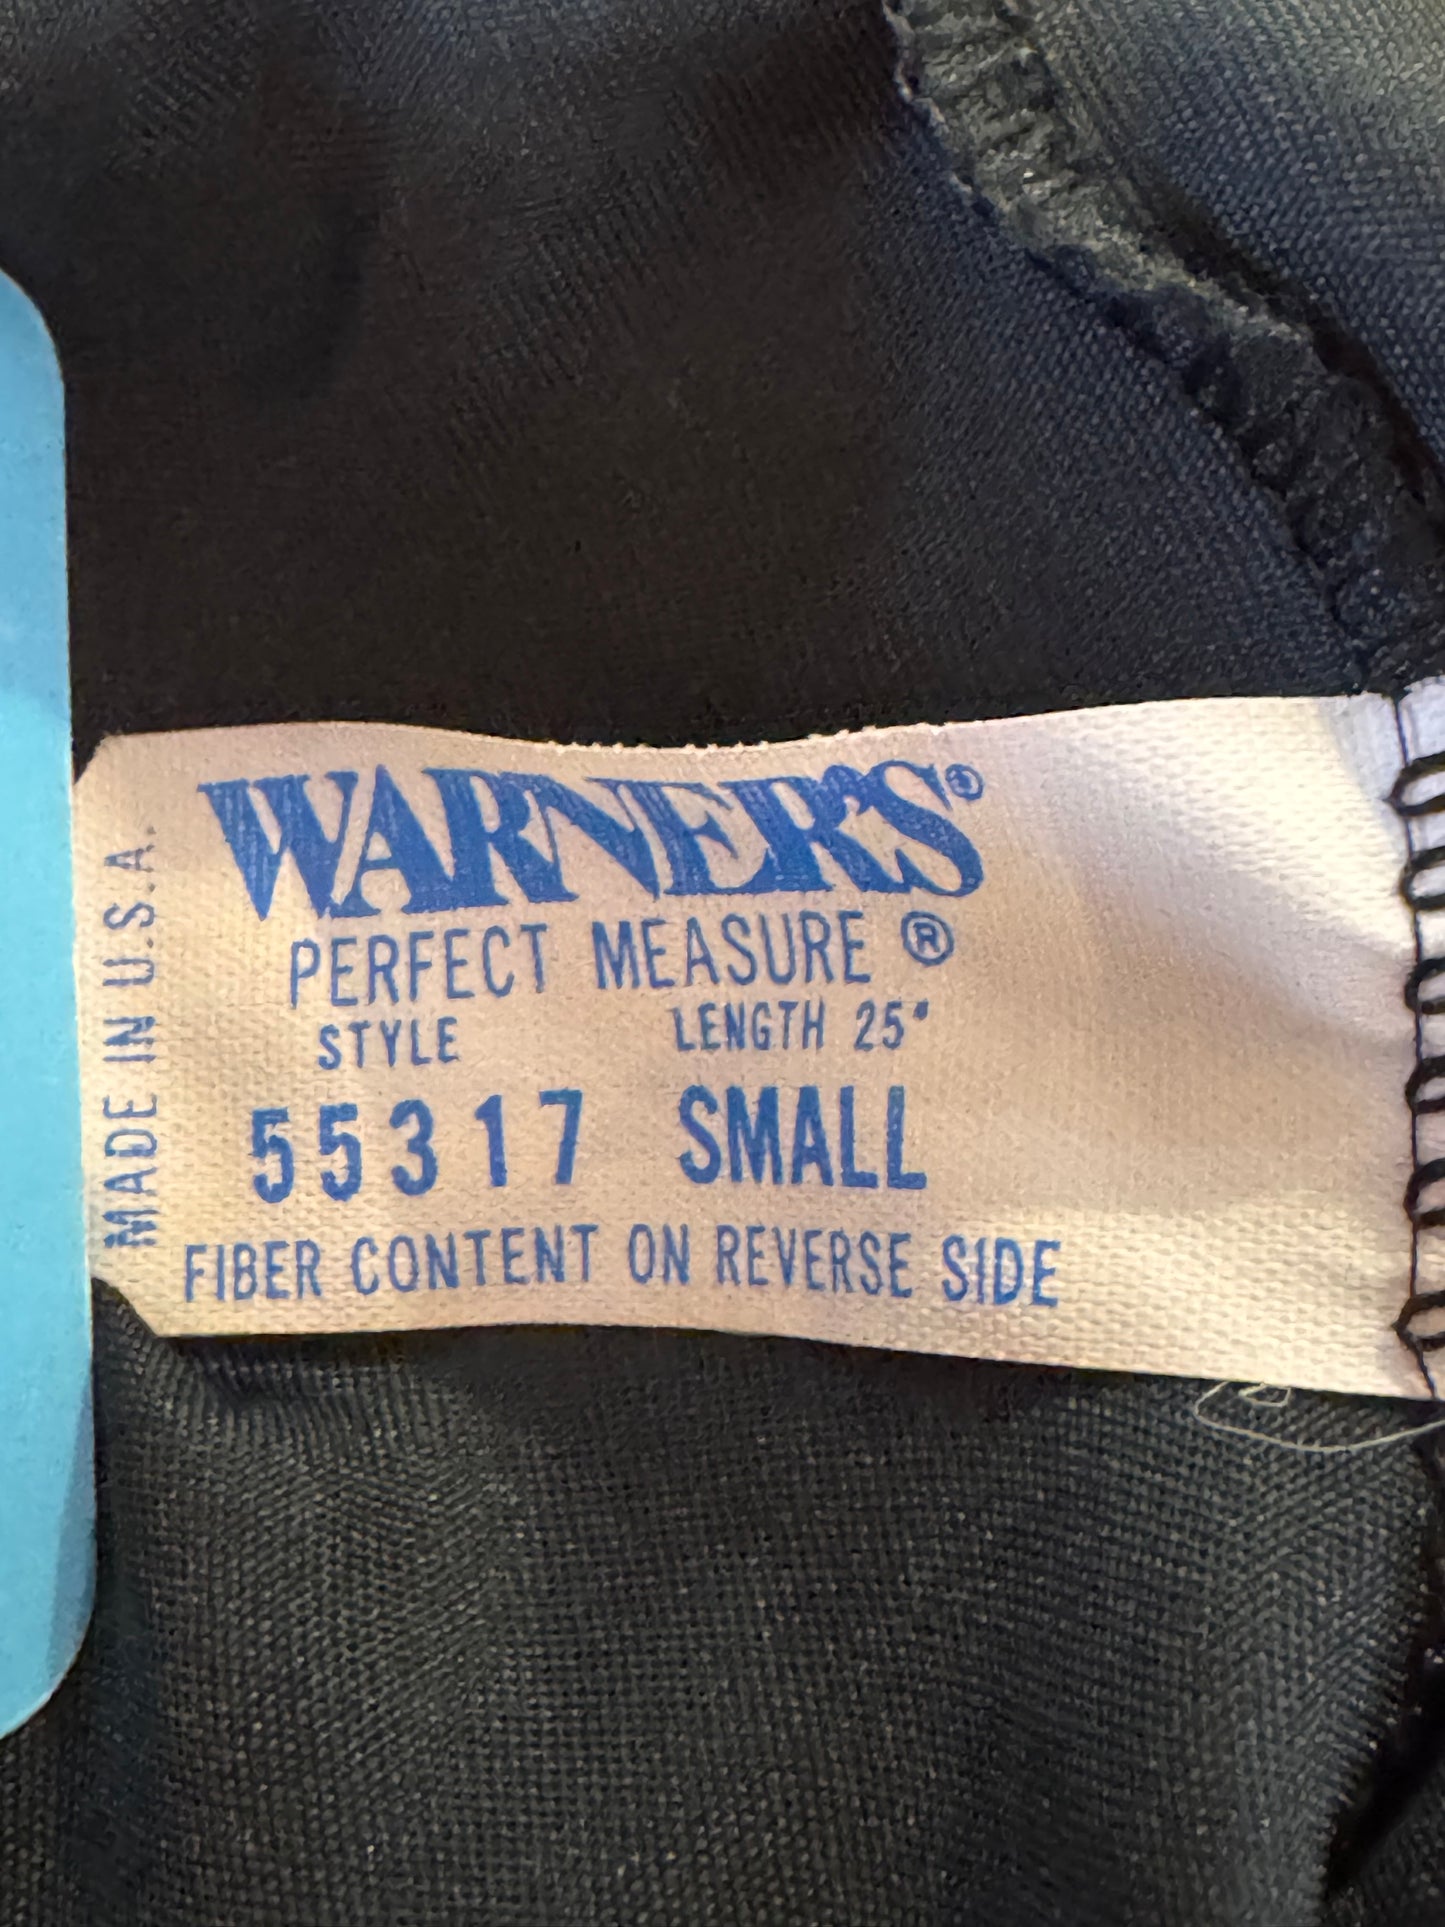 WARNER'S®
PERFECT MEASURE ®
STYLE LENGTH 25"
55317 SMALL
FIBER CONTENT ON REVERSE SIDE
MADE IN U.S.A.